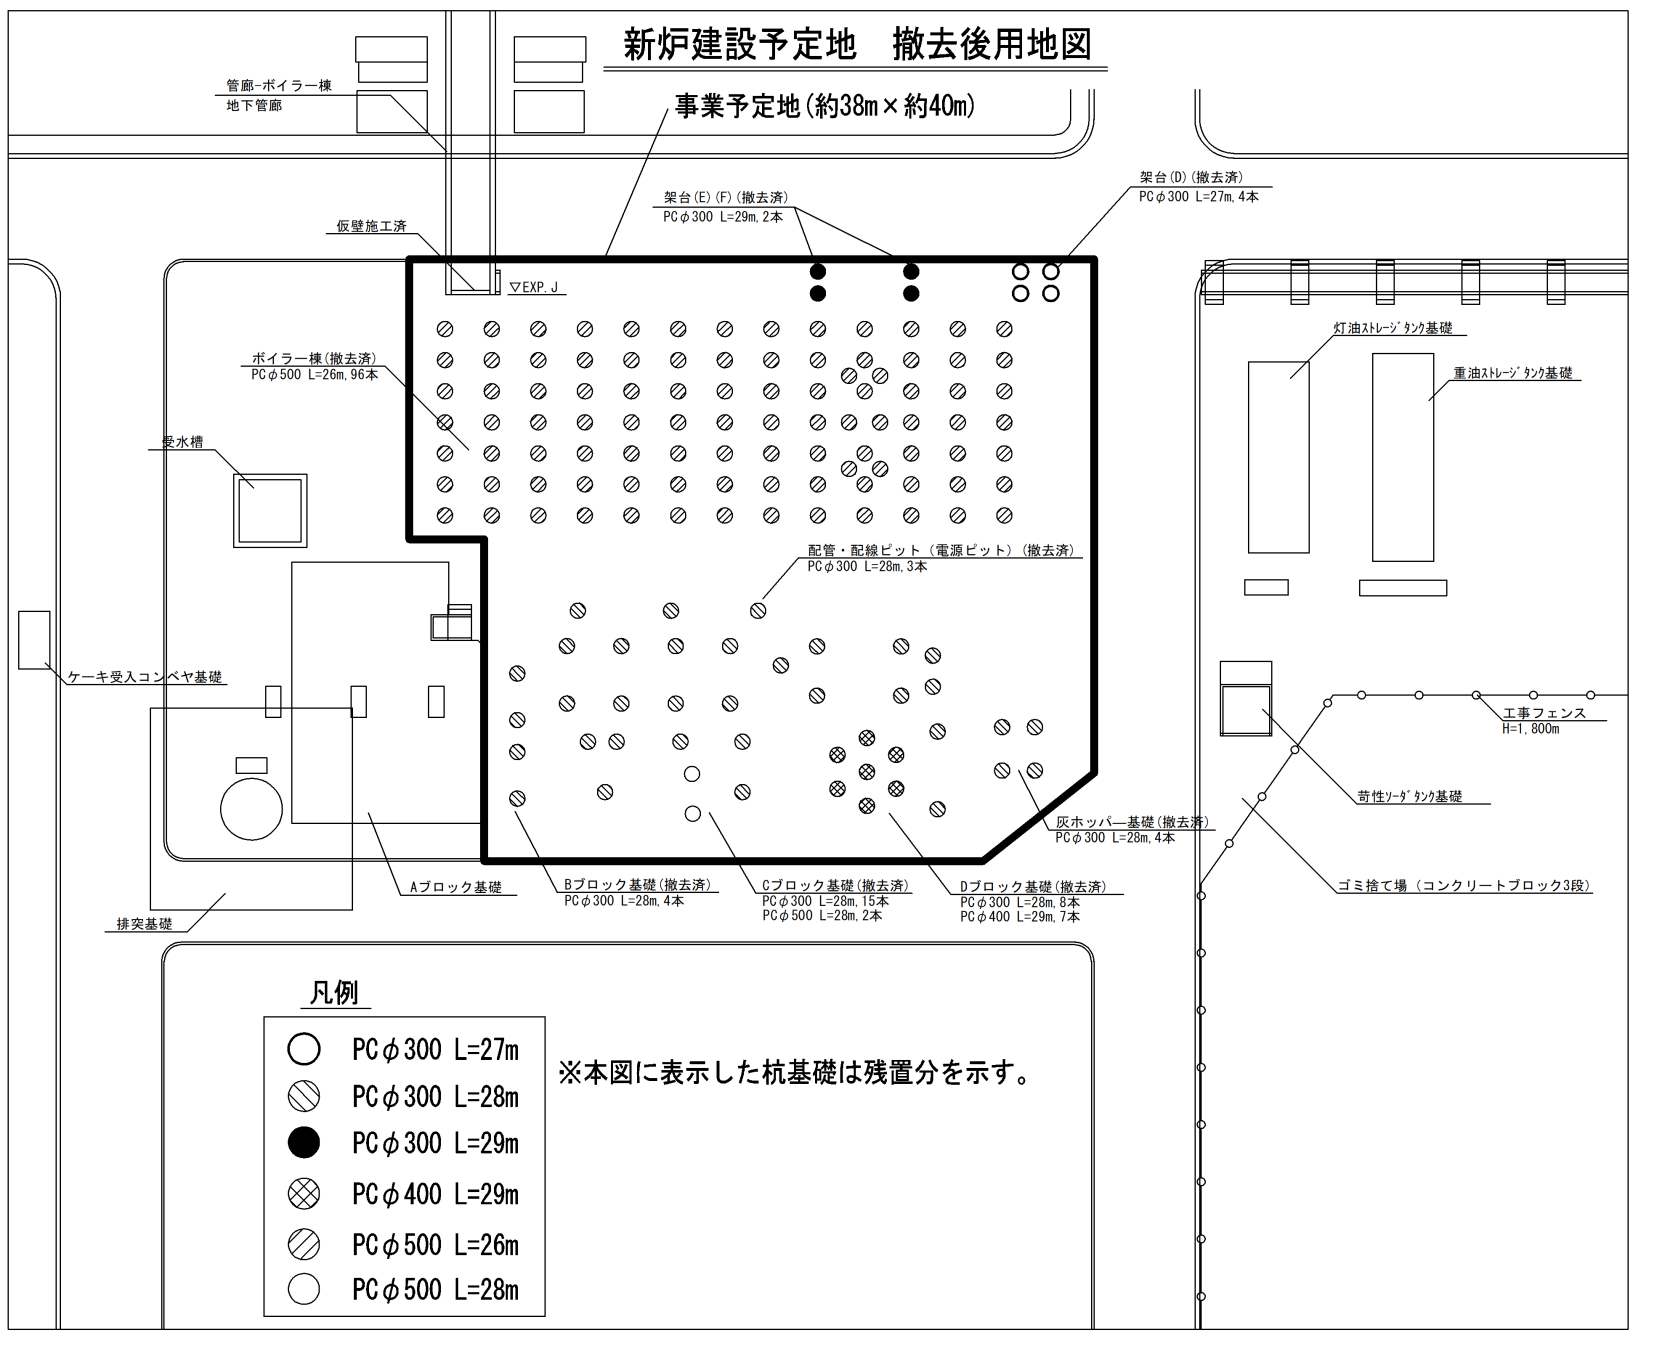 新炉建設予定地　撤去後用地図
管廊-ボイラー棟
地下管廊
事業予定地(約38m×約40m)
架台(D)(撤去済)
PCφ300 L=27m,4本
架台(E)(F)(撤去済)
PCφ300 L=29m,2本
仮壁施工済
▽EXP.J
灯油ｽﾄﾚｰｼﾞﾀﾝｸ基礎
ボイラー棟(撤去済)
PCφ500 L=26m,96本
重油ｽﾄﾚｰｼﾞﾀﾝｸ基礎
受水槽
配管・配線ピット（電源ピット）(撤去済)
PCφ300 L=28m,3本
ケーキ受入コンベヤ基礎
工事フェンス
H=1,800m
苛性ｿｰﾀﾞﾀﾝｸ基礎
灰ホッパー基礎(撤去済)
PCφ300 L=28m,4本
Aブロック基礎
Bブロック基礎(撤去済)
PCφ300 L=28m,4本
Cブロック基礎(撤去済)
PCφ300 L=28m,15本
PCφ500 L=28m,2本
Dブロック基礎(撤去済)
PCφ300 L=28m,8本
PCφ400 L=29m,7本
ゴミ捨て場（コンクリートブロック3段）
排突基礎
凡例
PCφ300 L=27m
PCφ300 L=28m
PCφ300 L=29m
PCφ400 L=29m
PCφ500 L=26m
PCφ500 L=28m
※本図に表示した杭基礎は残置分を示す。